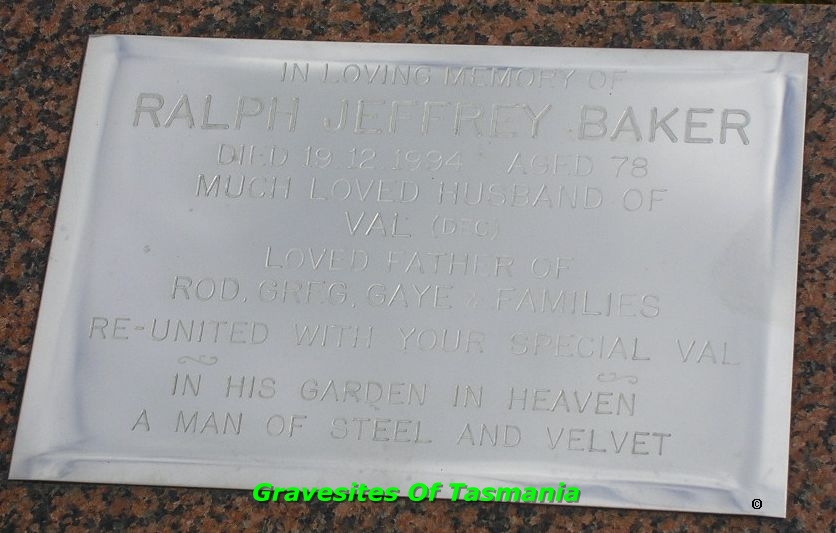 IN LOVING MEMORY OF
RALPH JEFFREY BAKER
DIED 19.12.1994 AGED 78
MUCH LOVED HUSBAND OF
VAL (DEC)
LOVED FATHER OF
ROD, GREG, GAYE & FAMILIES
RE-UNITED WITH YOUR SPECIAL VAL
IN HIS GARDEN IN HEAVEN
A MAN OF STEEL AND VELVET
Gravesites Of Tasmania
©